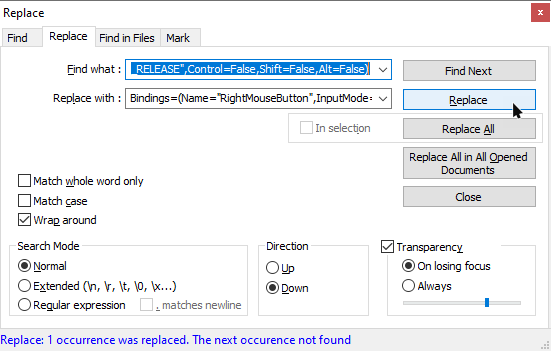 Replace
Find Replace Find in Files Mark
Find what : _RELEASE",Control=False,Shift=False,Alt=False) Find Next
Replace with : Bindings=(Name="RightMouseButton",InputMode= Replace
In selection Replace All
Replace All in All Opened
Documents
Match whole word only
Close
Match case
Wrap around
Search Mode Direction Transparency
Normal Up On losing focus
Extended (\n, \r, \t, \0, \x...) Down Always
Regular expression . matches newline
Replace: 1 occurrence was replaced. The next occurence not found